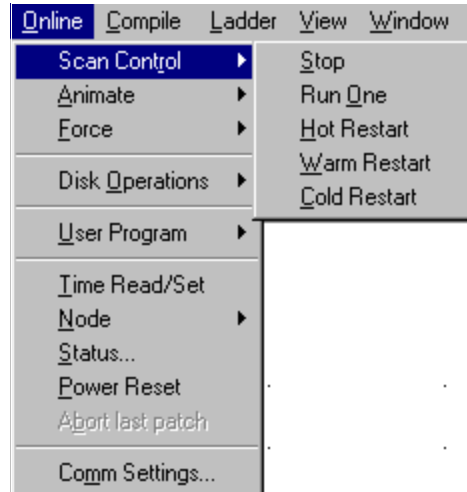 Online Compile Ladder View Window
Scan Control
Animate
Force
Disk Operations
User Program
Time Read/Set
Node
Status...
Power Reset
Abort last patch
Comm Settings...
Stop
Run One
Hot Restart
Warm Restart
Cold Restart